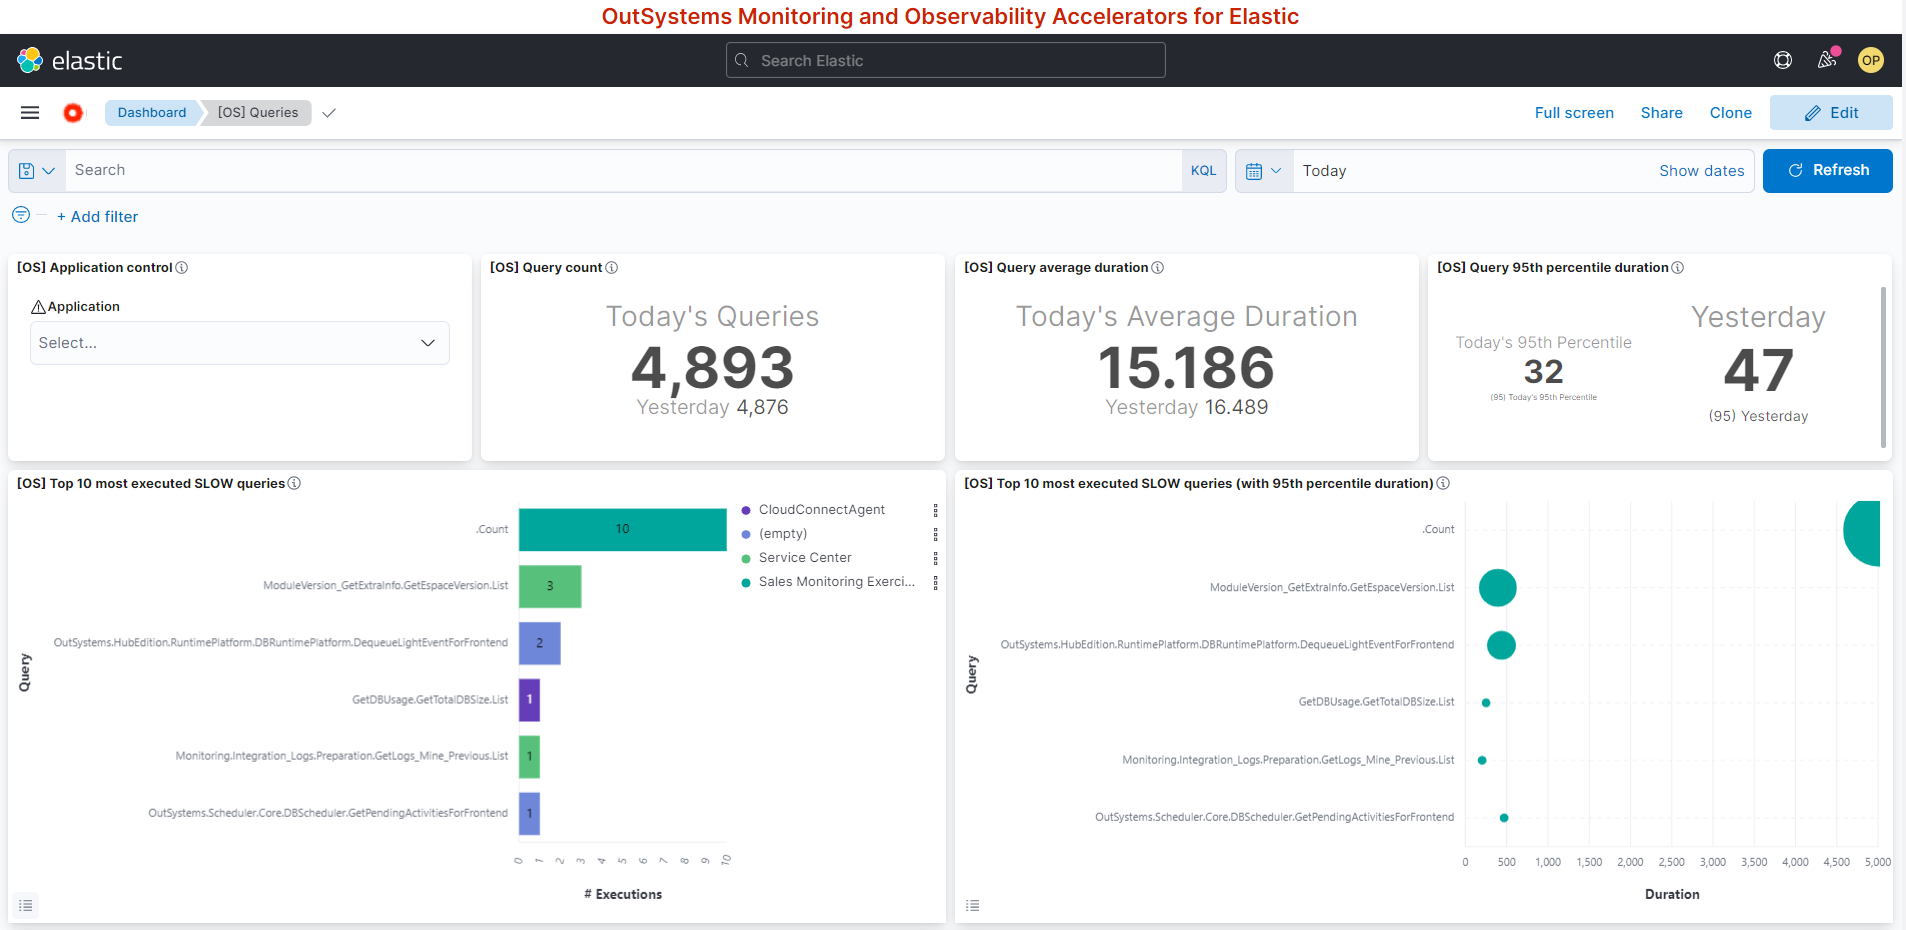 OutSystems Monitoring and Observability Accelerators for Elastic
elastic
Search Elastic
OP
Dashboard
[OS] Queries
Full screen
Share
Clone
Edit
Search
KQL
Today
Show dates
Refresh
+ Add filter
[OS] Application control
Application
Select...
[OS] Query count
Today's Queries
4,893
Yesterday 4,876
[OS] Query average duration
Today's Average Duration
15.186
Yesterday 16.489
[OS] Query 95th percentile duration
Today's 95th Percentile
32
(95) Today's 95th Percentile
Yesterday
47
(95) Yesterday
[OS] Top 10 most executed SLOW queries
Query
.Count
10
ModuleVersion_GetExtraInfo.GetEspaceVersion.List
3
OutSystems.HubEdition.RuntimePlatform.DBRuntimePlatform.DequeueLightEventForFrontend
2
GetDBUsage.GetTotalDBSize.List
1
Monitoring.Integration_Logs.Preparation.GetLogs_Mine_Previous.List
1
OutSystems.Scheduler.Core.DBScheduler.GetPendingActivitiesForFrontend
1
0 1 2 3 4 5 6 7 8 9 10
# Executions
CloudConnectAgent
(empty)
Service Center
Sales Monitoring Exerci...
[OS] Top 10 most executed SLOW queries (with 95th percentile duration)
Query
.Count
ModuleVersion_GetExtraInfo.GetEspaceVersion.List
OutSystems.HubEdition.RuntimePlatform.DBRuntimePlatform.DequeueLightEventForFrontend
GetDBUsage.GetTotalDBSize.List
Monitoring.Integration_Logs.Preparation.GetLogs_Mine_Previous.List
OutSystems.Scheduler.Core.DBScheduler.GetPendingActivitiesForFrontend
0 500 1,000 1,500 2,000 2,500 3,000 3,500 4,000 4,500 5,000
Duration